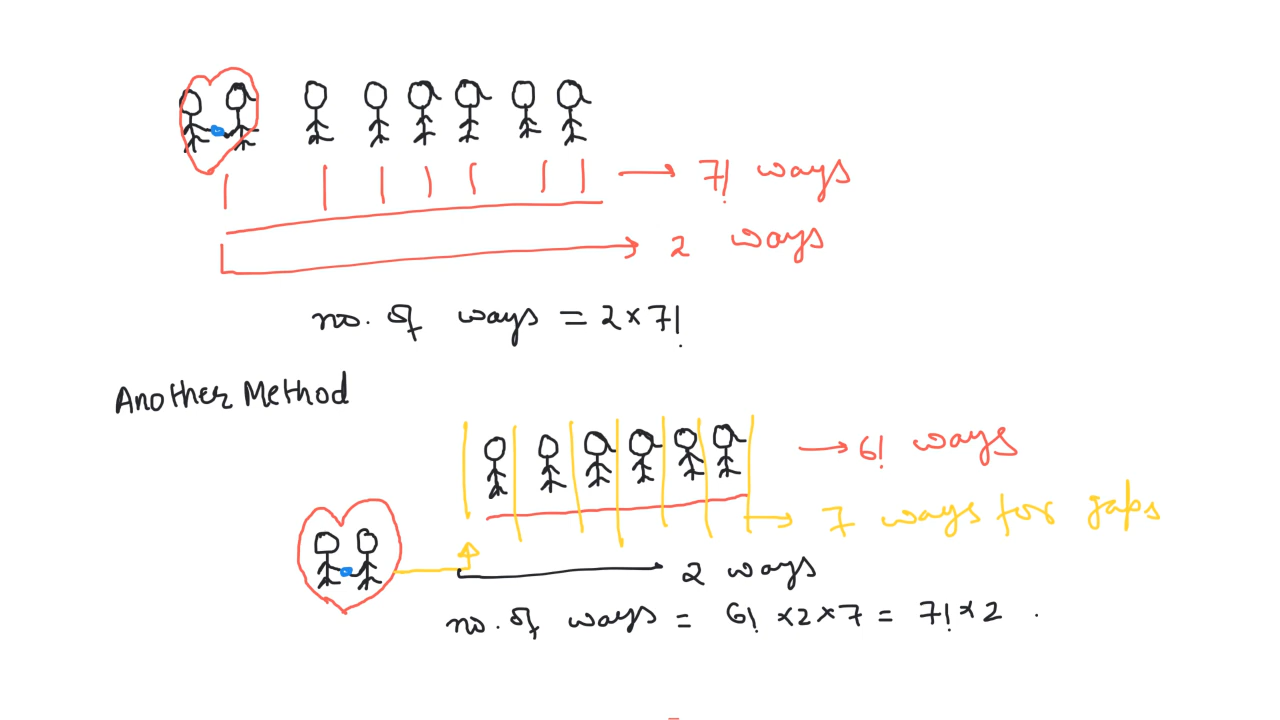 → 7! ways
→ 2 ways
no. of ways = 2 × 7!
Another Method
→ 6! ways
→ 7 ways for gaps
2 ways
no. of ways = 6! × 2 × 7 = 7! × 2 .